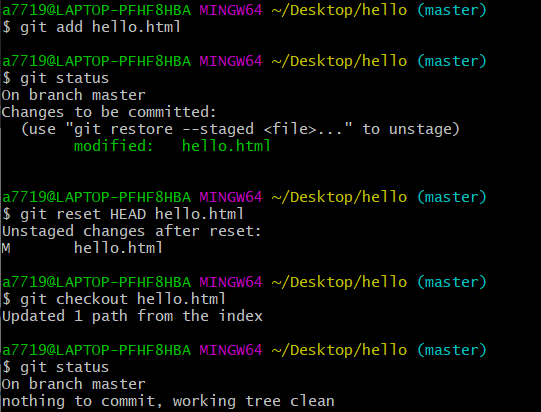 a7719@LAPTOP-PFHF8HBA MINGW64 ~/Desktop/hello (master)
$ git add hello.html
a7719@LAPTOP-PFHF8HBA MINGW64 ~/Desktop/hello (master)
$ git status
On branch master
Changes to be committed:
  (use "git restore --staged <file>..." to unstage)
        modified:   hello.html
a7719@LAPTOP-PFHF8HBA MINGW64 ~/Desktop/hello (master)
$ git reset HEAD hello.html
Unstaged changes after reset:
M       hello.html
a7719@LAPTOP-PFHF8HBA MINGW64 ~/Desktop/hello (master)
$ git checkout hello.html
Updated 1 path from the index
a7719@LAPTOP-PFHF8HBA MINGW64 ~/Desktop/hello (master)
$ git status
On branch master
nothing to commit, working tree clean